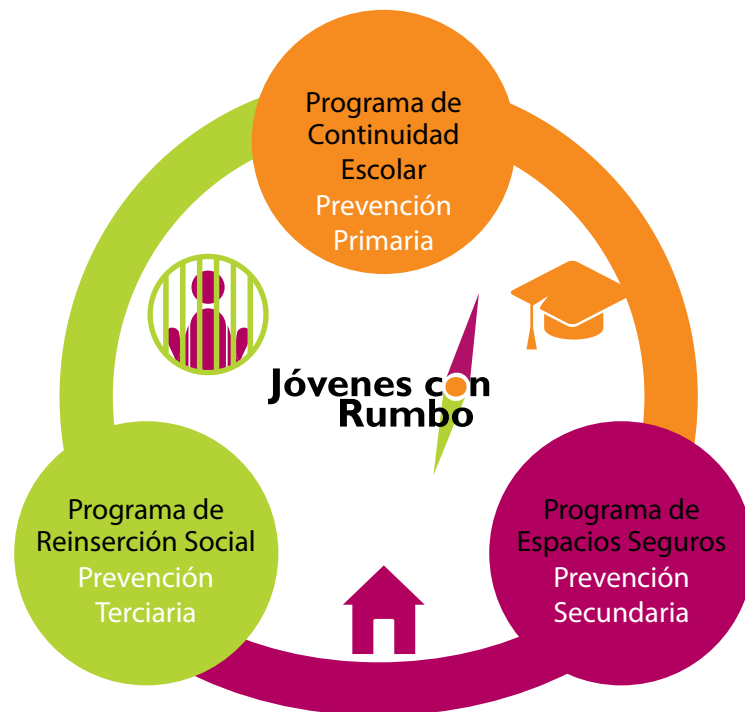 Programa de
Continuidad
Escolar
Prevención
Primaria
Jóvenes con
Rumbo
Programa de
Reinserción Social
Prevención
Terciaria
Programa de
Espacios Seguros
Prevención
Secundaria